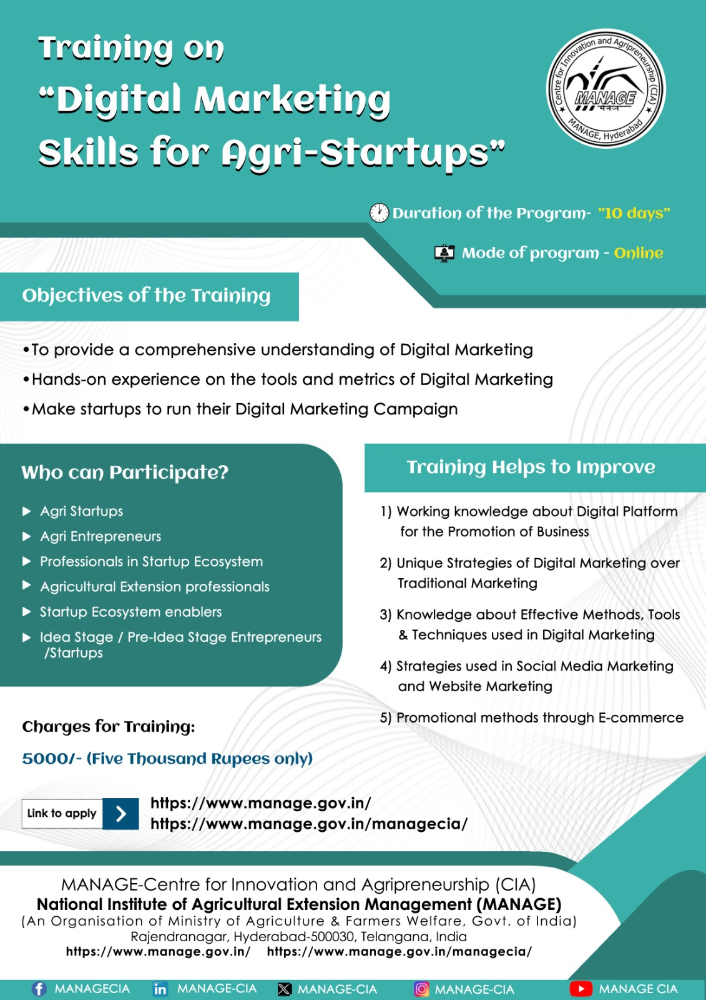 Training on
“Digital Marketing
Skills for Agri-Startups”
Centre for Innovation and Agripreneurship (CIA)
MANAGE
मैनेज
★ MANAGE, Hyderabad ★
Duration of the Program- "10 days"
Mode of program - Online
Objectives of the Training
•To provide a comprehensive understanding of Digital Marketing
•Hands-on experience on the tools and metrics of Digital Marketing
•Make startups to run their Digital Marketing Campaign
Who can Participate?
Agri Startups
Agri Entrepreneurs
Professionals in Startup Ecosystem
Agricultural Extension professionals
Startup Ecosystem enablers
Idea Stage / Pre-Idea Stage Entrepreneurs
/Startups
Training Helps to Improve
1) Working knowledge about Digital Platform
for the Promotion of Business
2) Unique Strategies of Digital Marketing over
Traditional Marketing
3) Knowledge about Effective Methods, Tools
& Techniques used in Digital Marketing
4) Strategies used in Social Media Marketing
and Website Marketing
5) Promotional methods through E-commerce
Charges for Training:
5000/- (Five Thousand Rupees only)
Link to apply
https://www.manage.gov.in/
https://www.manage.gov.in/managecia/
MANAGE-Centre for Innovation and Agripreneurship (CIA)
National Institute of Agricultural Extension Management (MANAGE)
(An Organisation of Ministry of Agriculture & Farmers Welfare, Govt. of India)
Rajendranagar, Hyderabad-500030, Telangana, India
https://www.manage.gov.in/ https://www.manage.gov.in/managecia/
MANAGECIA MANAGE-CIA MANAGE-CIA MANAGE-CIA MANAGE CIA